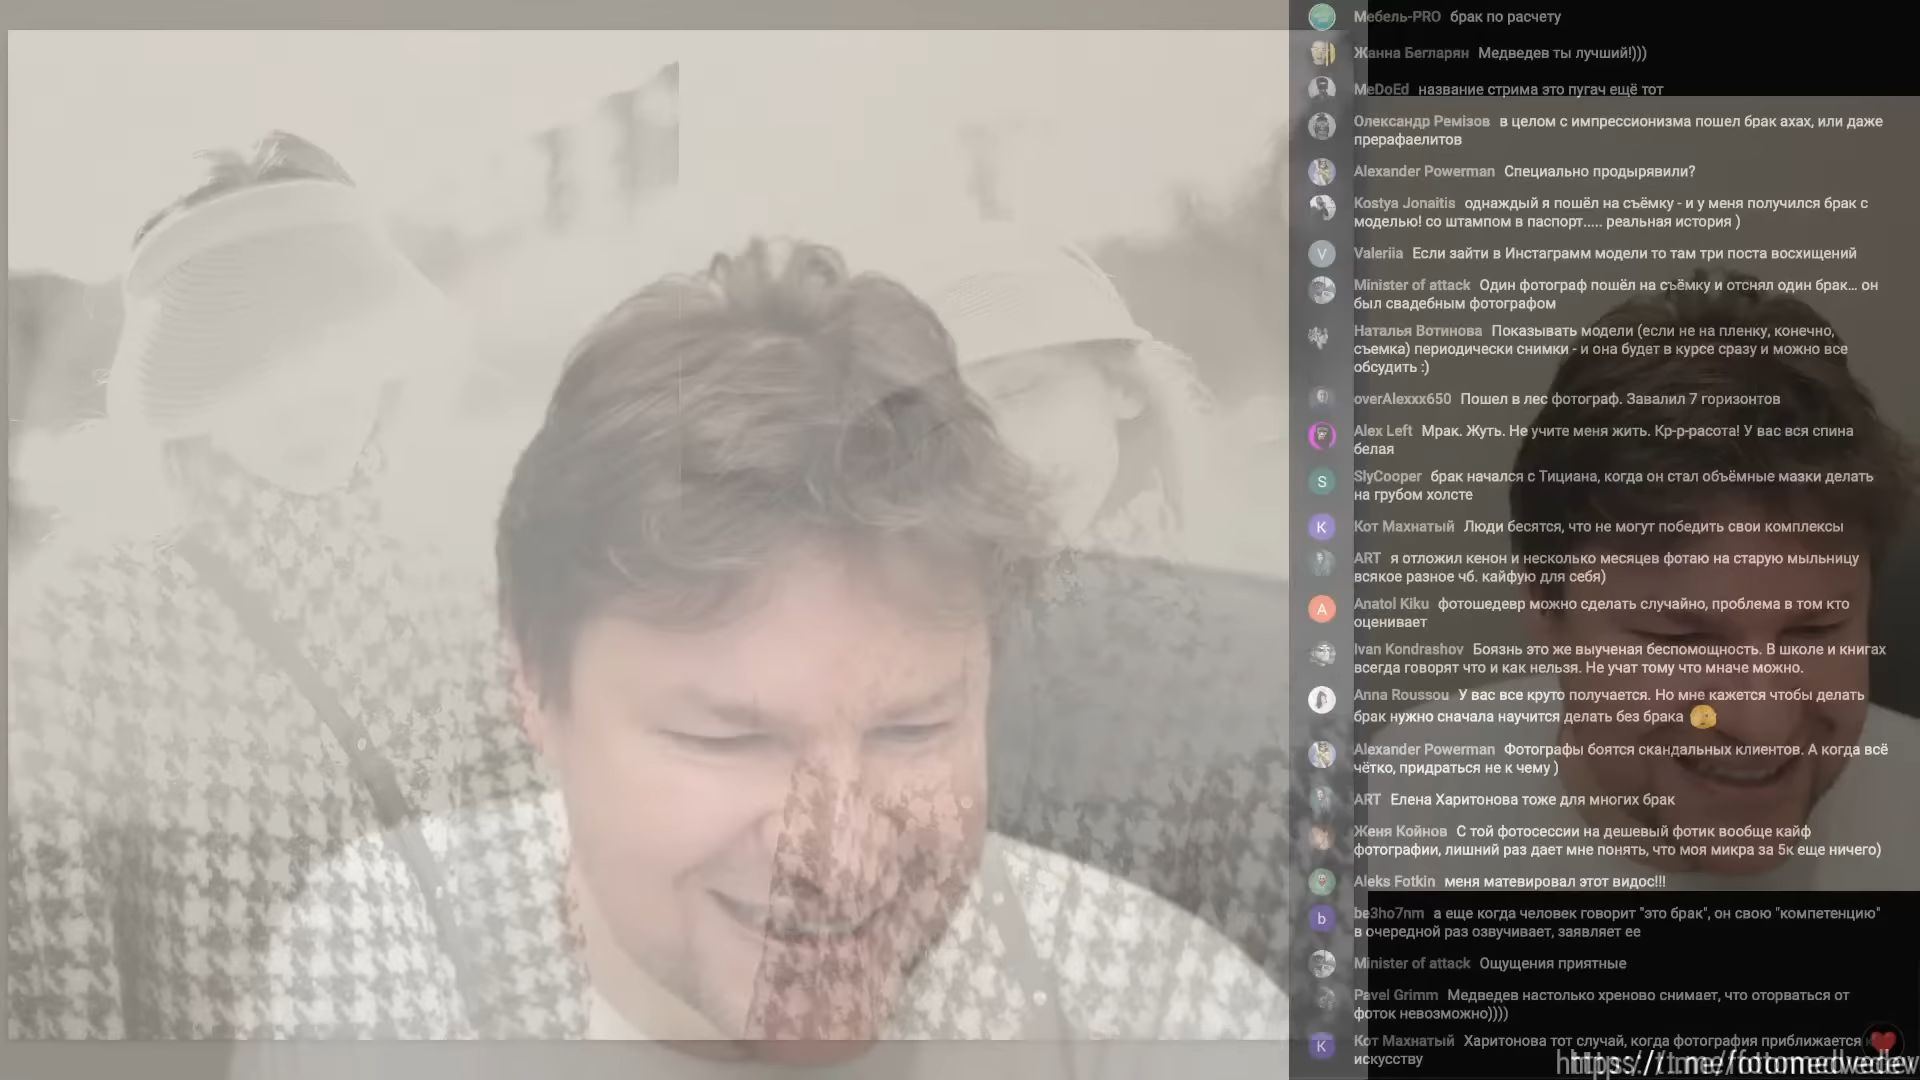 Мебель-PRO брак по расчету
Жанна Бегларян Медведев ты лучший!)))
MeDoEd название стрима это пугач ещё тот
Олександр Ремізов в целом с импрессионизма пошел брак ахах, или даже
прерафаелитов
Alexander Powerman Специально продырявили?
Kostya Jonaitis однаждый я пошёл на съёмку - и у меня получился брак с
моделью! со штампом в паспорт..... реальная история )
V
Valeriia Если зайти в Инстаграмм модели то там три поста восхищений
Minister of attack Один фотограф пошёл на съёмку и отснял один брак... он
был свадебным фотографом
Наталья Вотинова Показывать модели (если не на пленку, конечно,
съемка) периодически снимки - и она будет в курсе сразу и можно все
обсудить :)
overAlexxx650 Пошел в лес фотограф. Завалил 7 горизонтов
Alex Left Мрак. Жуть. Не учите меня жить. Кр-р-расота! У вас вся спина
белая
S
SlyCooper брак начался с Тициана, когда он стал объёмные мазки делать
на грубом холсте
К
Кот Махнатый Люди бесятся, что не могут победить свои комплексы
ART я отложил кенон и несколько месяцев фотаю на старую мыльницу
всякое разное чб. кайфую для себя)
A
Anatol Kiku фотошедевр можно сделать случайно, проблема в том кто
оценивает
Ivan Kondrashov Боязнь это же выученая беспомощность. В школе и книгах
всегда говорят что и как нельзя. Не учат тому что мначе можно.
Anna Roussou У вас все круто получается. Но мне кажется чтобы делать
брак нужно сначала научится делать без брака
Alexander Powerman Фотографы боятся скандальных клиентов. А когда всё
чётко, придраться не к чему )
ART Елена Харитонова тоже для многих брак
Женя Койнов С той фотосессии на дешевый фотик вообще кайф
фотографии, лишний раз дает мне понять, что моя микра за 5к еще ничего)
Aleks Fotkin меня матевировал этот видос!!!
b
be3ho7nm а еще когда человек говорит "это брак", он свою "компетенцию"
в очередной раз озвучивает, заявляет ее
Minister of attack Ощущения приятные
Pavel Grimm Медведев настолько хреново снимает, что оторваться от
фоток невозможно))))
К
Кот Махнатый Харитонова тот случай, когда фотография приближается к
искусству
https://t.me/fotomedvedev